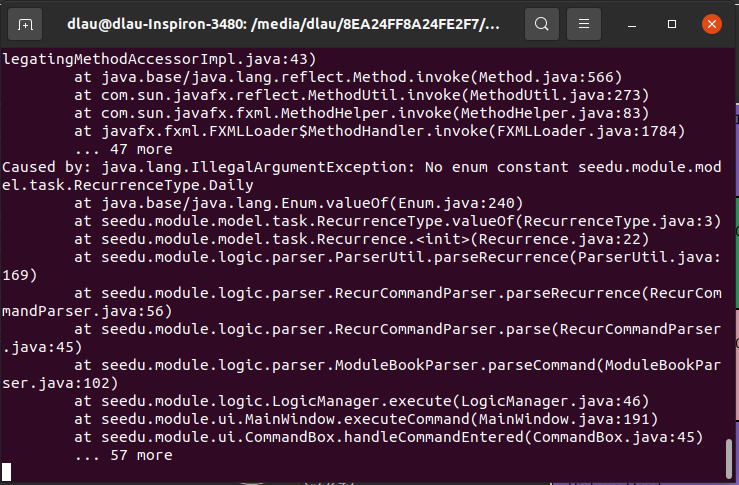 dlau@dlau-Inspiron-3480: /media/dlau/8EA24FF8A24FE2F7/...
legatingMethodAccessorImpl.java:43)
at java.base/java.lang.reflect.Method.invoke(Method.java:566)
at com.sun.javafx.reflect.MethodUtil.invoke(MethodUtil.java:273)
at com.sun.javafx.fxml.MethodHelper.invoke(MethodHelper.java:83)
at javafx.fxml.FXMLLoader$MethodHandler.invoke(FXMLLoader.java:1784)
... 47 more
Caused by: java.lang.IllegalArgumentException: No enum constant seedu.module.mod
el.task.RecurrenceType.Daily
at java.base/java.lang.Enum.valueOf(Enum.java:240)
at seedu.module.model.task.RecurrenceType.valueOf(RecurrenceType.java:3)
at seedu.module.model.task.Recurrence.<init>(Recurrence.java:22)
at seedu.module.logic.parser.ParserUtil.parseRecurrence(ParserUtil.java:
169)
at seedu.module.logic.parser.RecurCommandParser.parseRecurrence(RecurCom
mandParser.java:56)
at seedu.module.logic.parser.RecurCommandParser.parse(RecurCommandParser
.java:45)
at seedu.module.logic.parser.ModuleBookParser.parseCommand(ModuleBookPar
ser.java:102)
at seedu.module.logic.LogicManager.execute(LogicManager.java:46)
at seedu.module.ui.MainWindow.executeCommand(MainWindow.java:191)
at seedu.module.ui.CommandBox.handleCommandEntered(CommandBox.java:45)
... 57 more